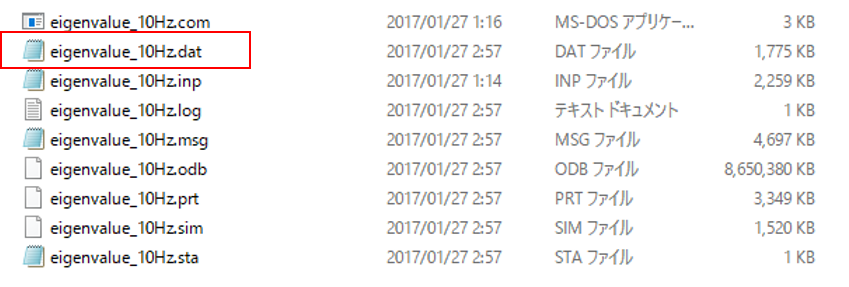 eigenvalue_10Hz.com 2017/01/27 1:16 MS-DOS アプリケー... 3 KB
eigenvalue_10Hz.dat 2017/01/27 2:57 DAT ファイル 1,775 KB
eigenvalue_10Hz.inp 2017/01/27 1:14 INP ファイル 2,259 KB
eigenvalue_10Hz.log 2017/01/27 2:57 テキスト ドキュメント 1 KB
eigenvalue_10Hz.msg 2017/01/27 2:57 MSG ファイル 4,697 KB
eigenvalue_10Hz.odb 2017/01/27 2:57 ODB ファイル 8,650,380 KB
eigenvalue_10Hz.prt 2017/01/27 2:57 PRT ファイル 3,349 KB
eigenvalue_10Hz.sim 2017/01/27 2:57 SIM ファイル 1,520 KB
eigenvalue_10Hz.sta 2017/01/27 2:57 STA ファイル 1 KB